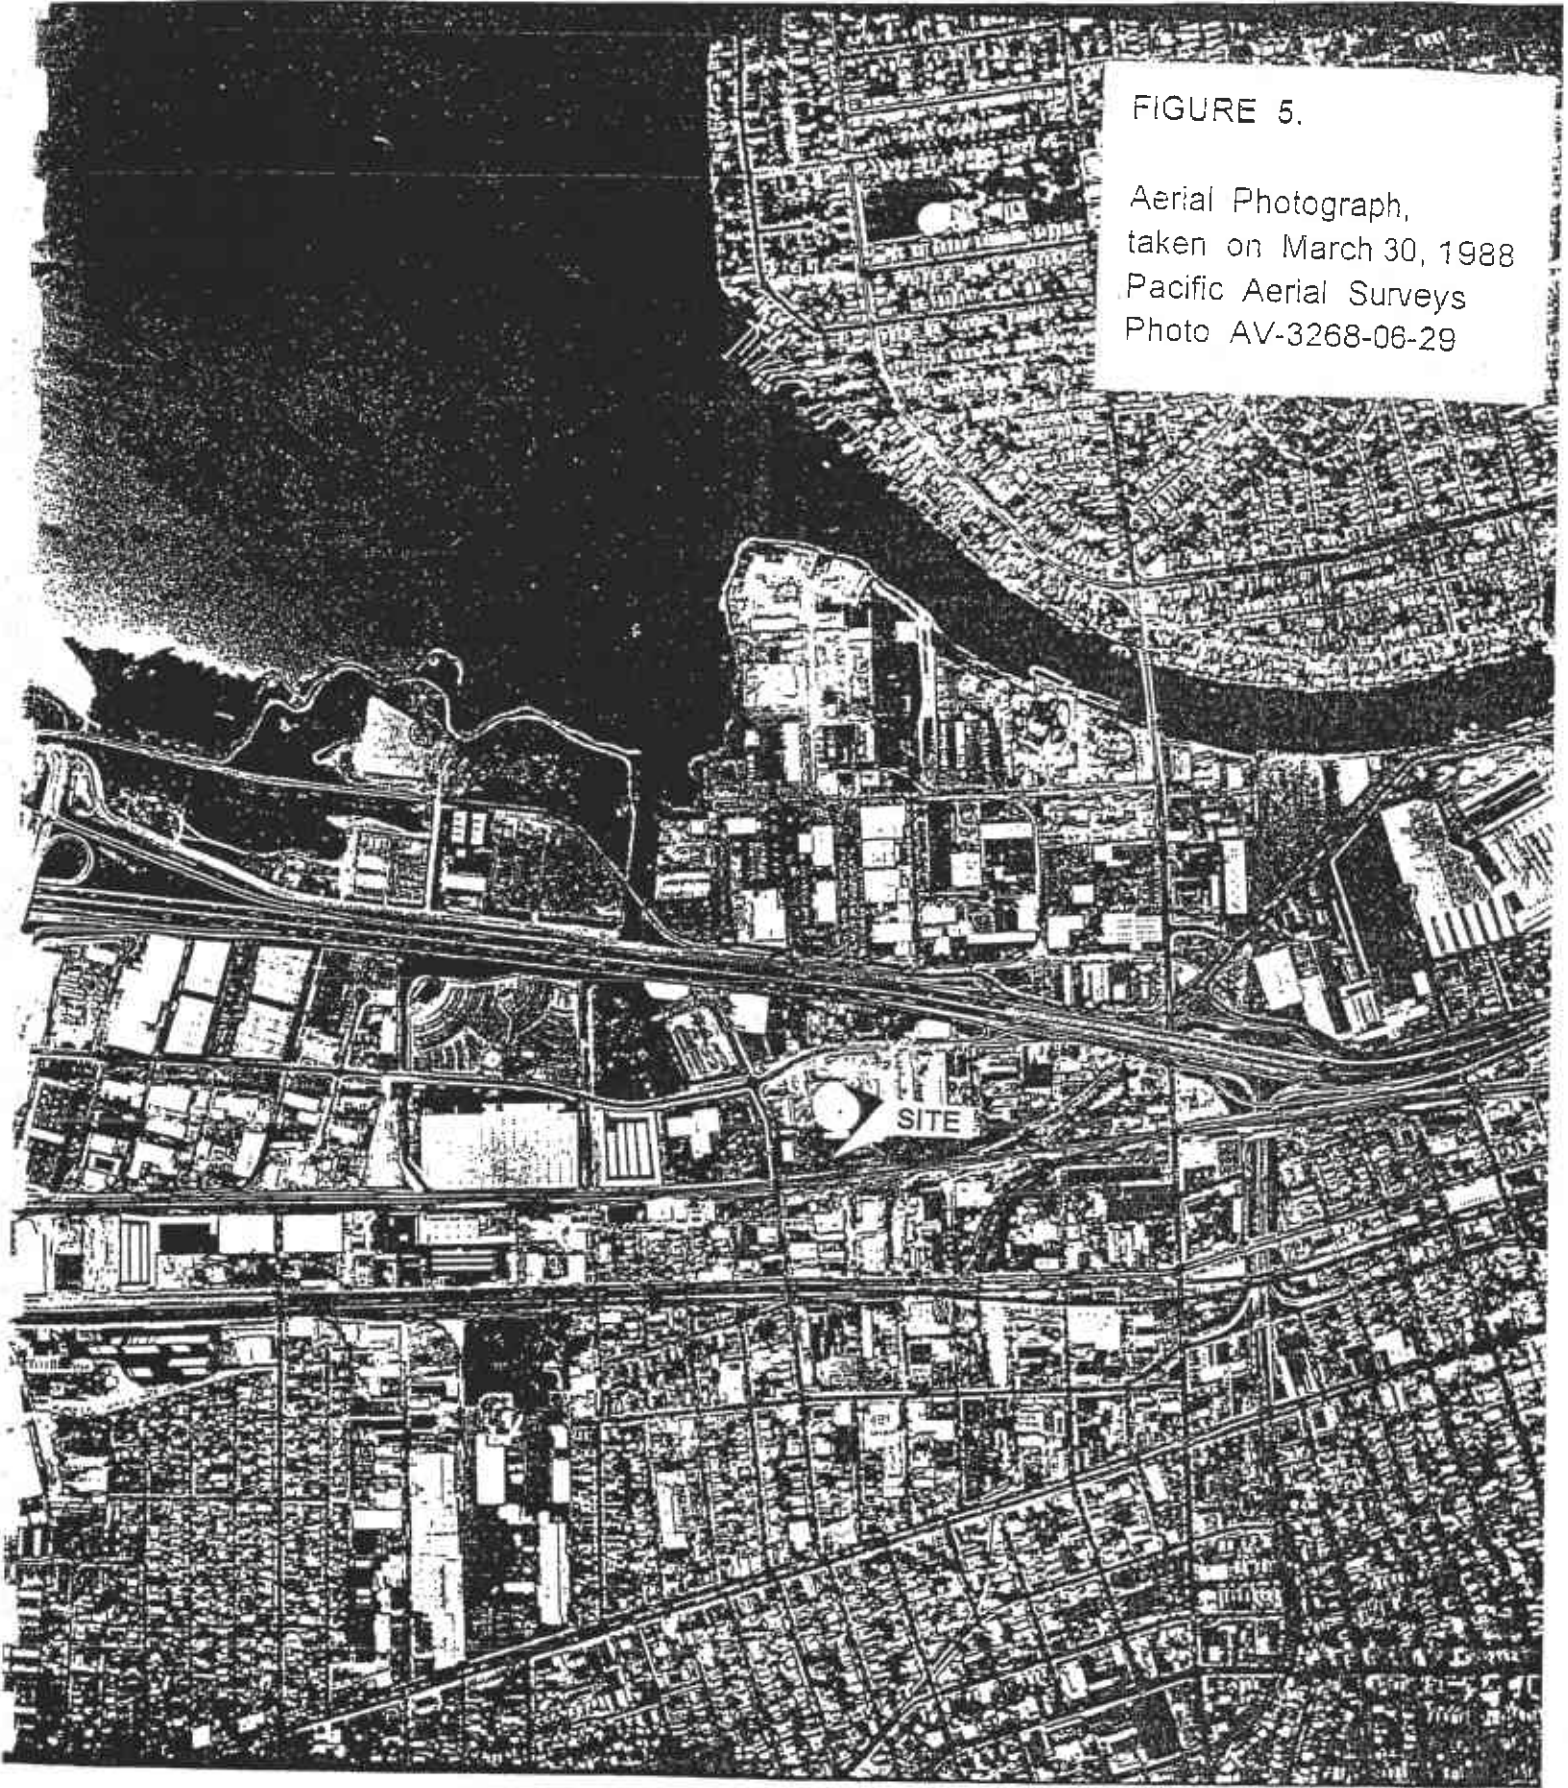 FIGURE 5.
Aerial Photograph,
taken on March 30, 1988
Pacific Aerial Surveys
Photo AV-3268-06-29
SITE